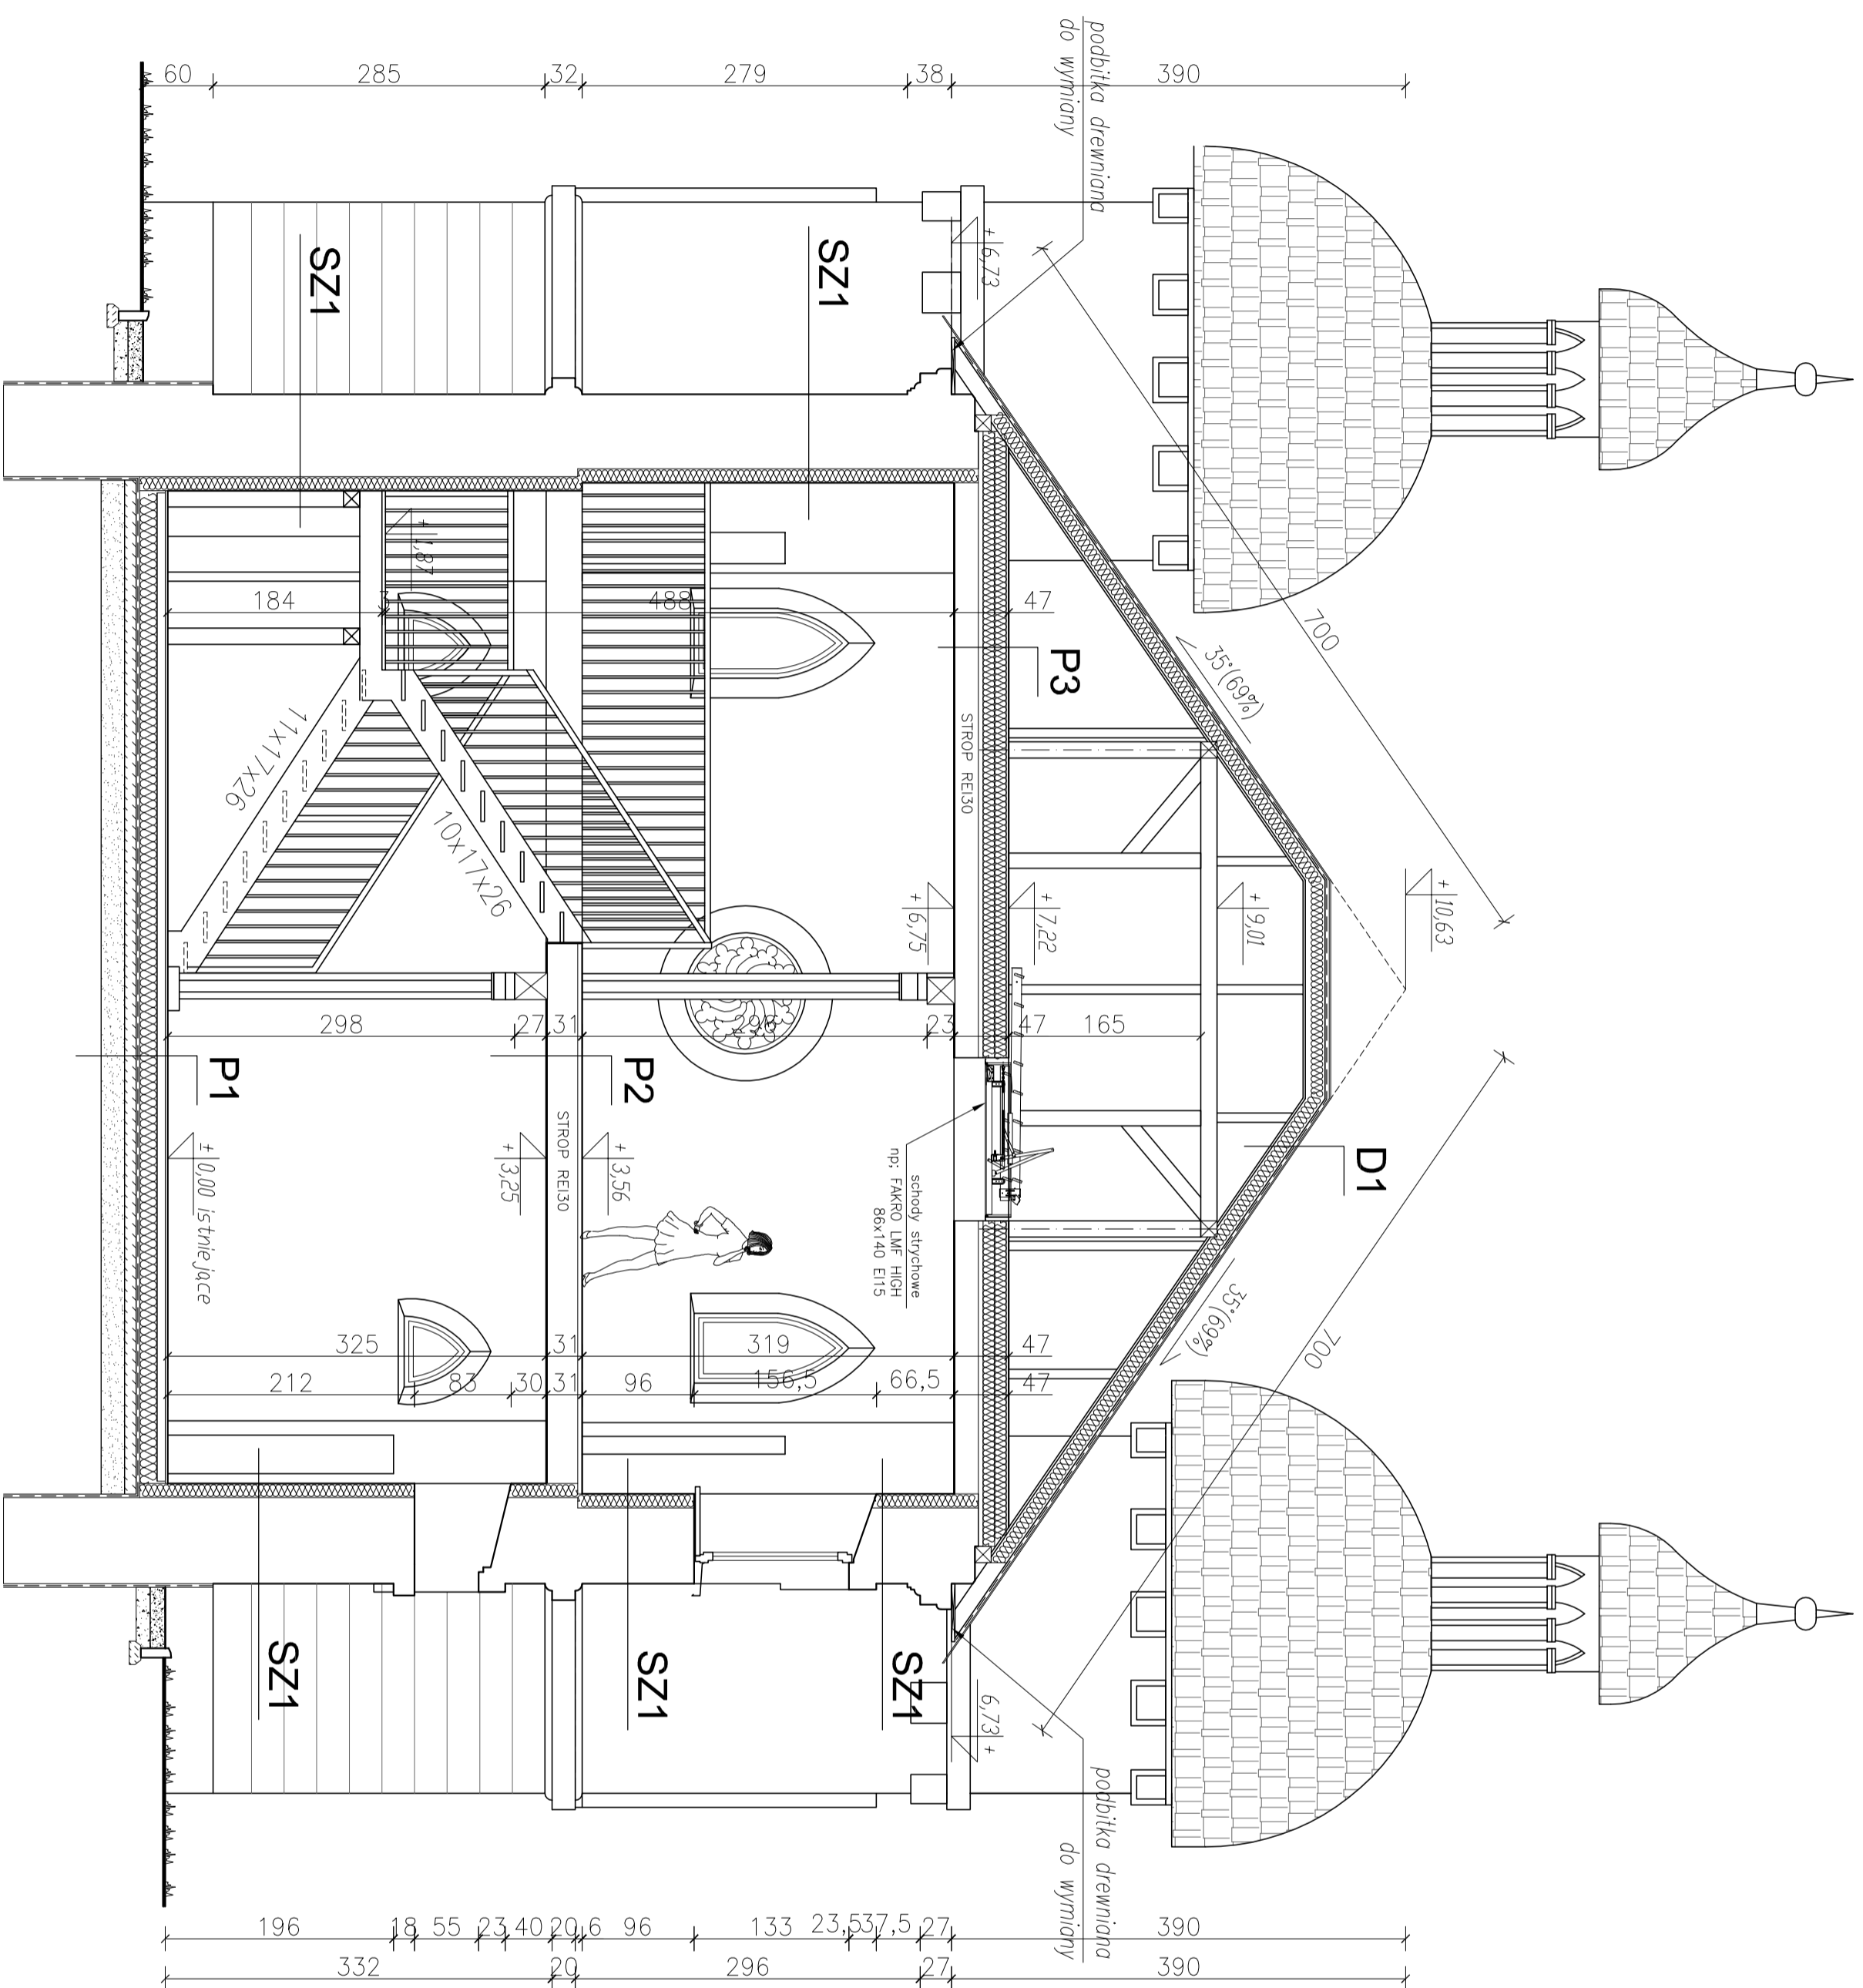 60
285
32
279
38
390
podbitka drewniana
do wymiany
SZ1
SZ1
+ 6,73
700
35°(69%)
+ 1,87
184
3
488
47
P3
STROP REI30
11x17x26
10x17x26
+ 6,75
+ 7,22
+ 9,01
+ 10,63
298
27
31
296
23
47
165
P1
P2
D1
± 0,00 istniejące
+ 3,25
STROP REI30
+ 3,56
schody strychowe
np; FAKRO LMF HIGH
86x140 EI15
35°(69%)
700
325
31
319
47
212
83
30
31
96
156,5
66,5
47
SZ1
SZ1
SZ1
6,73 +
podbitka drewniana
do wymiany
196
18
55
23
40
20
6
96
133
23,5
37,5
27
390
332
20
296
27
390